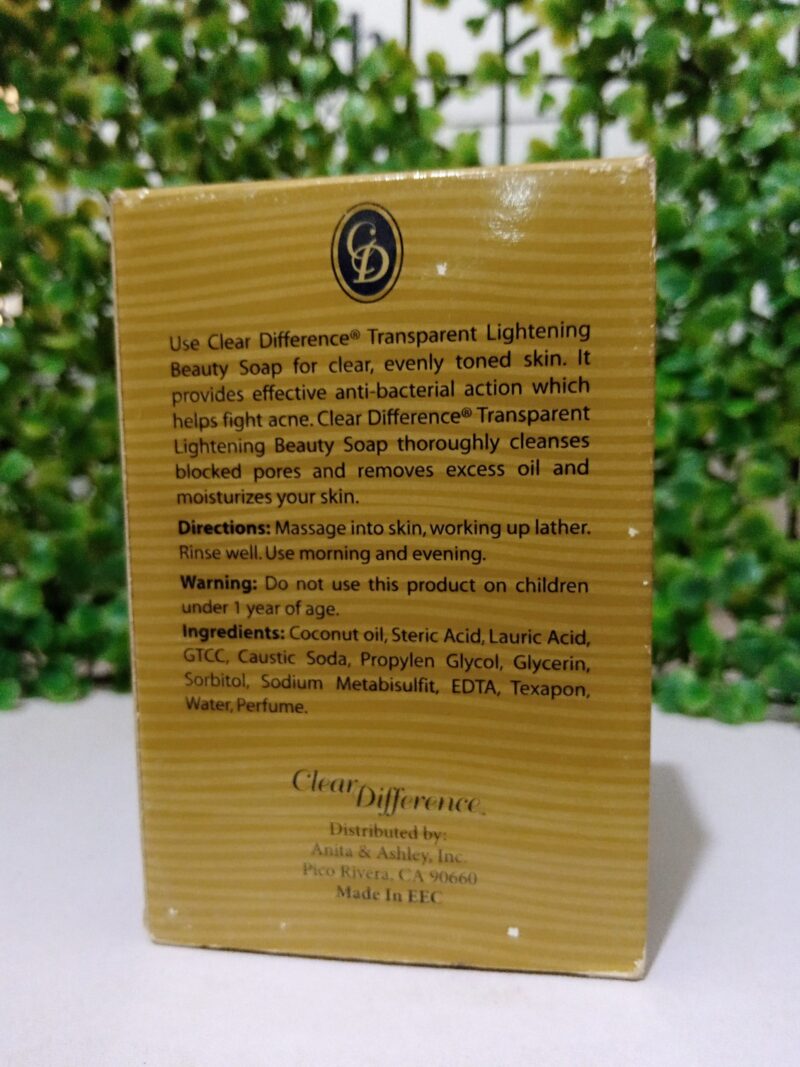 CD
Use Clear Difference® Transparent Lightening
Beauty Soap for clear, evenly toned skin. It
provides effective anti-bacterial action which
helps fight acne. Clear Difference® Transparent
Lightening Beauty Soap thoroughly cleanses
blocked pores and removes excess oil and
moisturizes your skin.
Directions: Massage into skin, working up lather.
Rinse well. Use morning and evening.
Warning: Do not use this product on children
under 1 year of age.
Ingredients: Coconut oil, Steric Acid, Lauric Acid,
GTCC, Caustic Soda, Propylen Glycol, Glycerin,
Sorbitol, Sodium Metabisulfit, EDTA, Texapon,
Water, Perfume.
Clear Difference
Distributed by:
Anita & Ashley, Inc.
Pico Rivera, CA 90660
Made In EEC